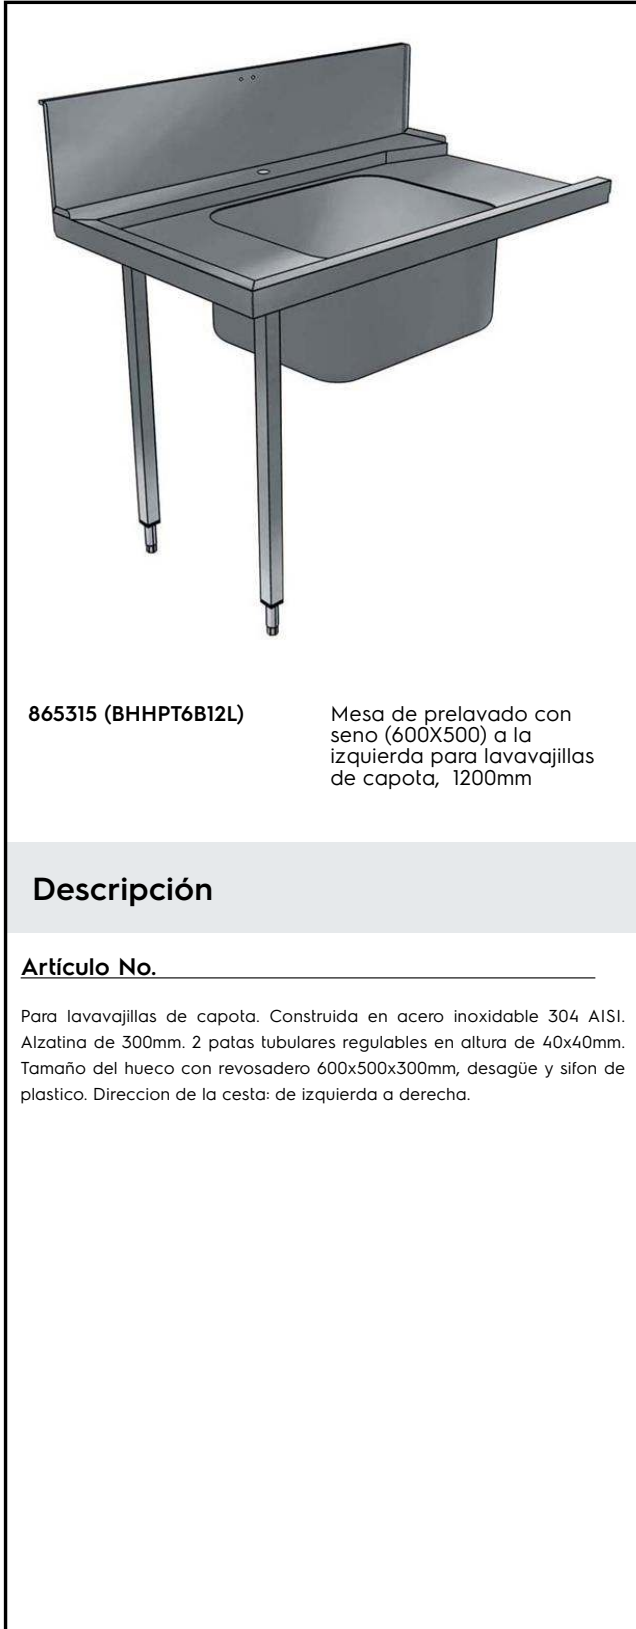 865315 (BHHPT6B12L)
Mesa de prelavado con
seno (600X500) a la
izquierda para lavavajillas
de capota,  1200mm
Descripción
Artículo No.
Para lavavajillas de capota. Construida en acero inoxidable 304 AISI.
Alzatina de 300mm. 2 patas tubulares regulables en altura de 40x40mm.
Tamaño del hueco con revosadero 600x500x300mm, desagüe y sifon de
plastico. Direccion de la cesta: de izquierda a derecha.